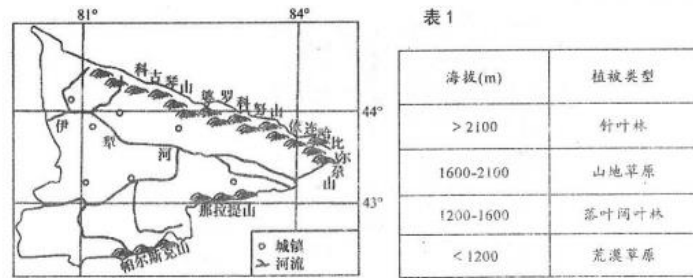 81° 84°
科古琴山
婆罗科努山
依连哈比尔尕山
44°
伊犁河
那拉提山
43°
帕尔斯克山
城镇
河流
表1
海拔(m) 植被类型
>2100 针叶林
1600-2100 山地草原
1200-1600 落叶阔叶林
<1200 荒漠草原